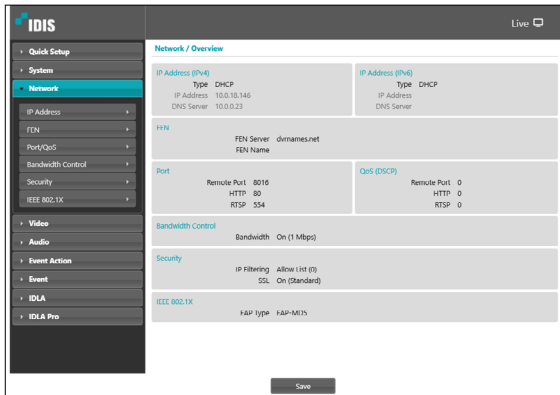 IDIS
Live
Quick Setup
System
Network
IP Address
FEN
Port/QoS
Bandwidth Control
Security
IEEE 802.1X
Video
Audio
Event Action
Event
IDLA
IDLA Pro
Network / Overview
IP Address (IPv4)
Type DHCP
IP Address 10.0.18.146
DNS Server 10.0.0.23
IP Address (IPv6)
Type DHCP
IP Address
DNS Server
FEN
FEN Server dvrnames.net
FEN Name
Port
Remote Port 8016
HTTP 80
RTSP 554
QoS (DSCP)
Remote Port 0
HTTP 0
RTSP 0
Bandwidth Control
Bandwidth On (1 Mbps)
Security
IP Filtering Allow List (0)
SSL On (Standard)
IEEE 802.1X
EAP Type EAP-MD5
Save